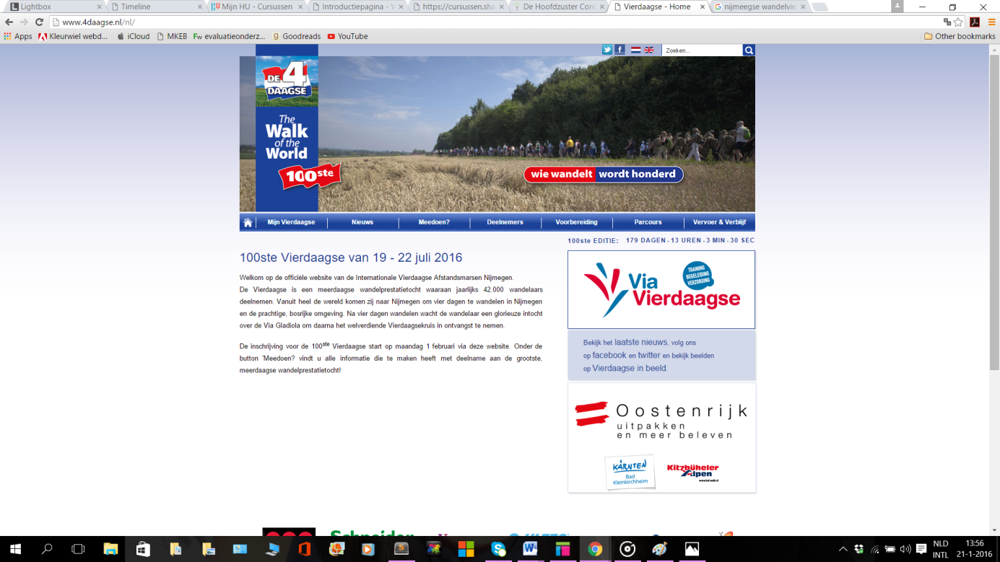 Lightbox
Timeline
Mijn HU - Cursussen
Introductiepagina - V
https://cursussen.sha
De Hoofdzuster Cont
Vierdaagse - Home
nijmeegse wandelvie
www.4daagse.nl/nl/
Apps
Kleurwiel webd...
iCloud
MKEB
Fw evaluatieonderz...
Goodreads
YouTube
Other bookmarks
Zoeken...
DE 4
DAAGSE
The
Walk
of the
World
100ste
wie wandelt wordt honderd
Mijn Vierdaagse
Nieuws
Meedoen?
Deelnemers
Voorbereiding
Parcours
Vervoer & Verblijf
100ste EDITIE: 179 DAGEN - 13 UREN - 3 MIN - 30 SEC
100ste Vierdaagse van 19 - 22 juli 2016
Welkom op de officiële website van de Internationale Vierdaagse Afstandsmarsen Nijmegen.
De Vierdaagse is een meerdaagse wandelprestatietocht waaraan jaarlijks 42.000 wandelaars
deelnemen. Vanuit heel de wereld komen zij naar Nijmegen om vier dagen te wandelen in Nijmegen
en de prachtige, bosrijke omgeving. Na vier dagen wandelen wacht de wandelaar een glorieuze intocht
over de Via Gladiola om daarna het welverdiende Vierdaagsekruis in ontvangst te nemen.
De inschrijving voor de 100ste Vierdaagse start op maandag 1 februari via deze website. Onder de
button 'Meedoen? vindt u alle informatie die te maken heeft met deelname aan de grootste,
meerdaagse wandelprestatietocht!
TRAINING
BEGELEIDING
VERZORGING
Via
Vierdaagse
Bekijk het laatste nieuws, volg ons
op facebook en twitter en bekijk beelden
op Vierdaagse in beeld.
Oostenrijk
uitpakken
en meer beleven
KÄRNTEN
Bad
Kleinkirchheim
Kitzbüheler
Alpen
www.kat-walk.nl
Schneider
NLD
INTL
13:56
21-1-2016